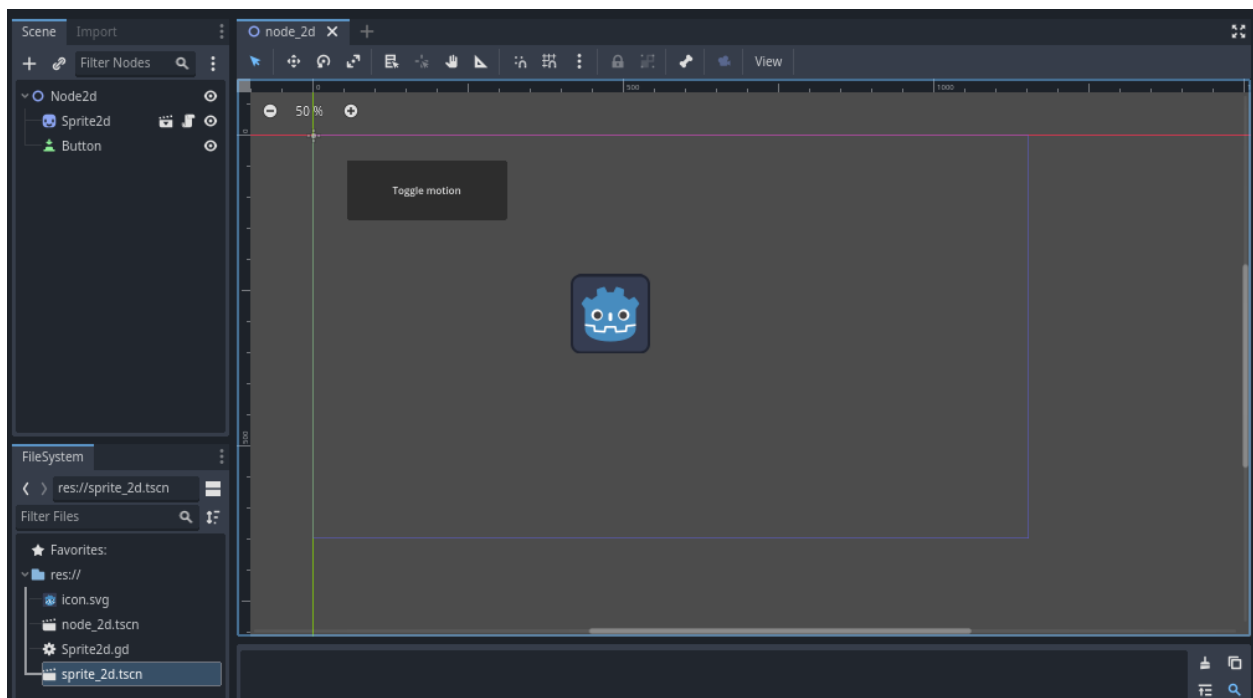 Scene Import
node_2d
Filter Nodes
View
Node2d
Sprite2d
Button
0
500
1000
50 %
0
Toggle motion
500
FileSystem
res://sprite_2d.tscn
Filter Files
Favorites:
res://
icon.svg
node_2d.tscn
Sprite2d.gd
sprite_2d.tscn